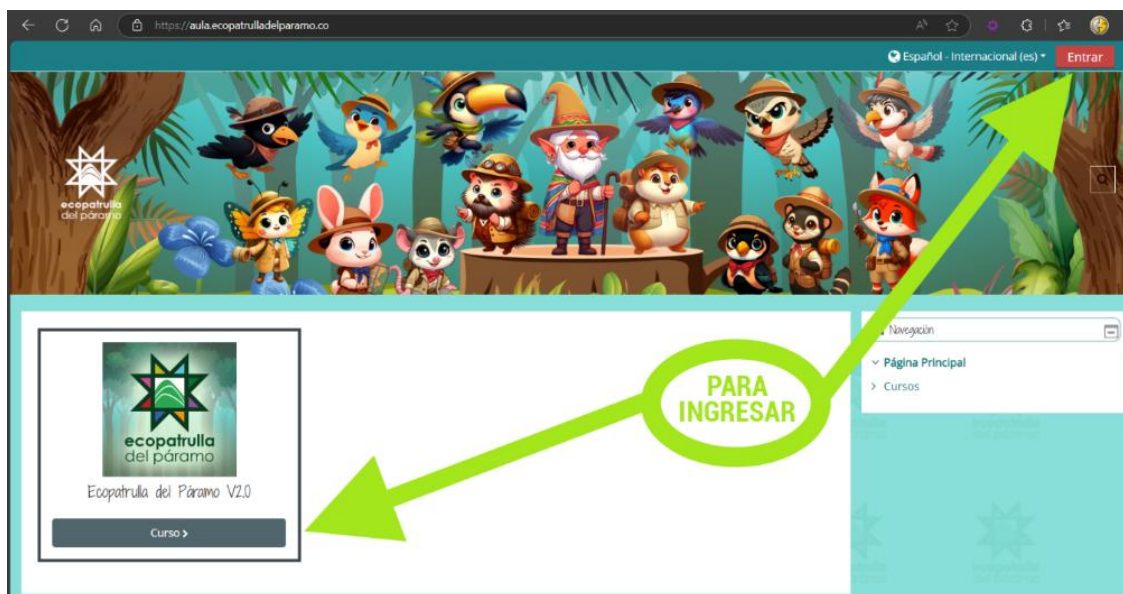 https://aula.ecopatrulladelparamo.co
Español - Internacional (es)
Entrar
ecopatrulla
del páramo
Navegación
Página Principal
Cursos
PARA
INGRESAR
ecopatrulla
del páramo
Ecopatrulla del Páramo V2.0
Curso